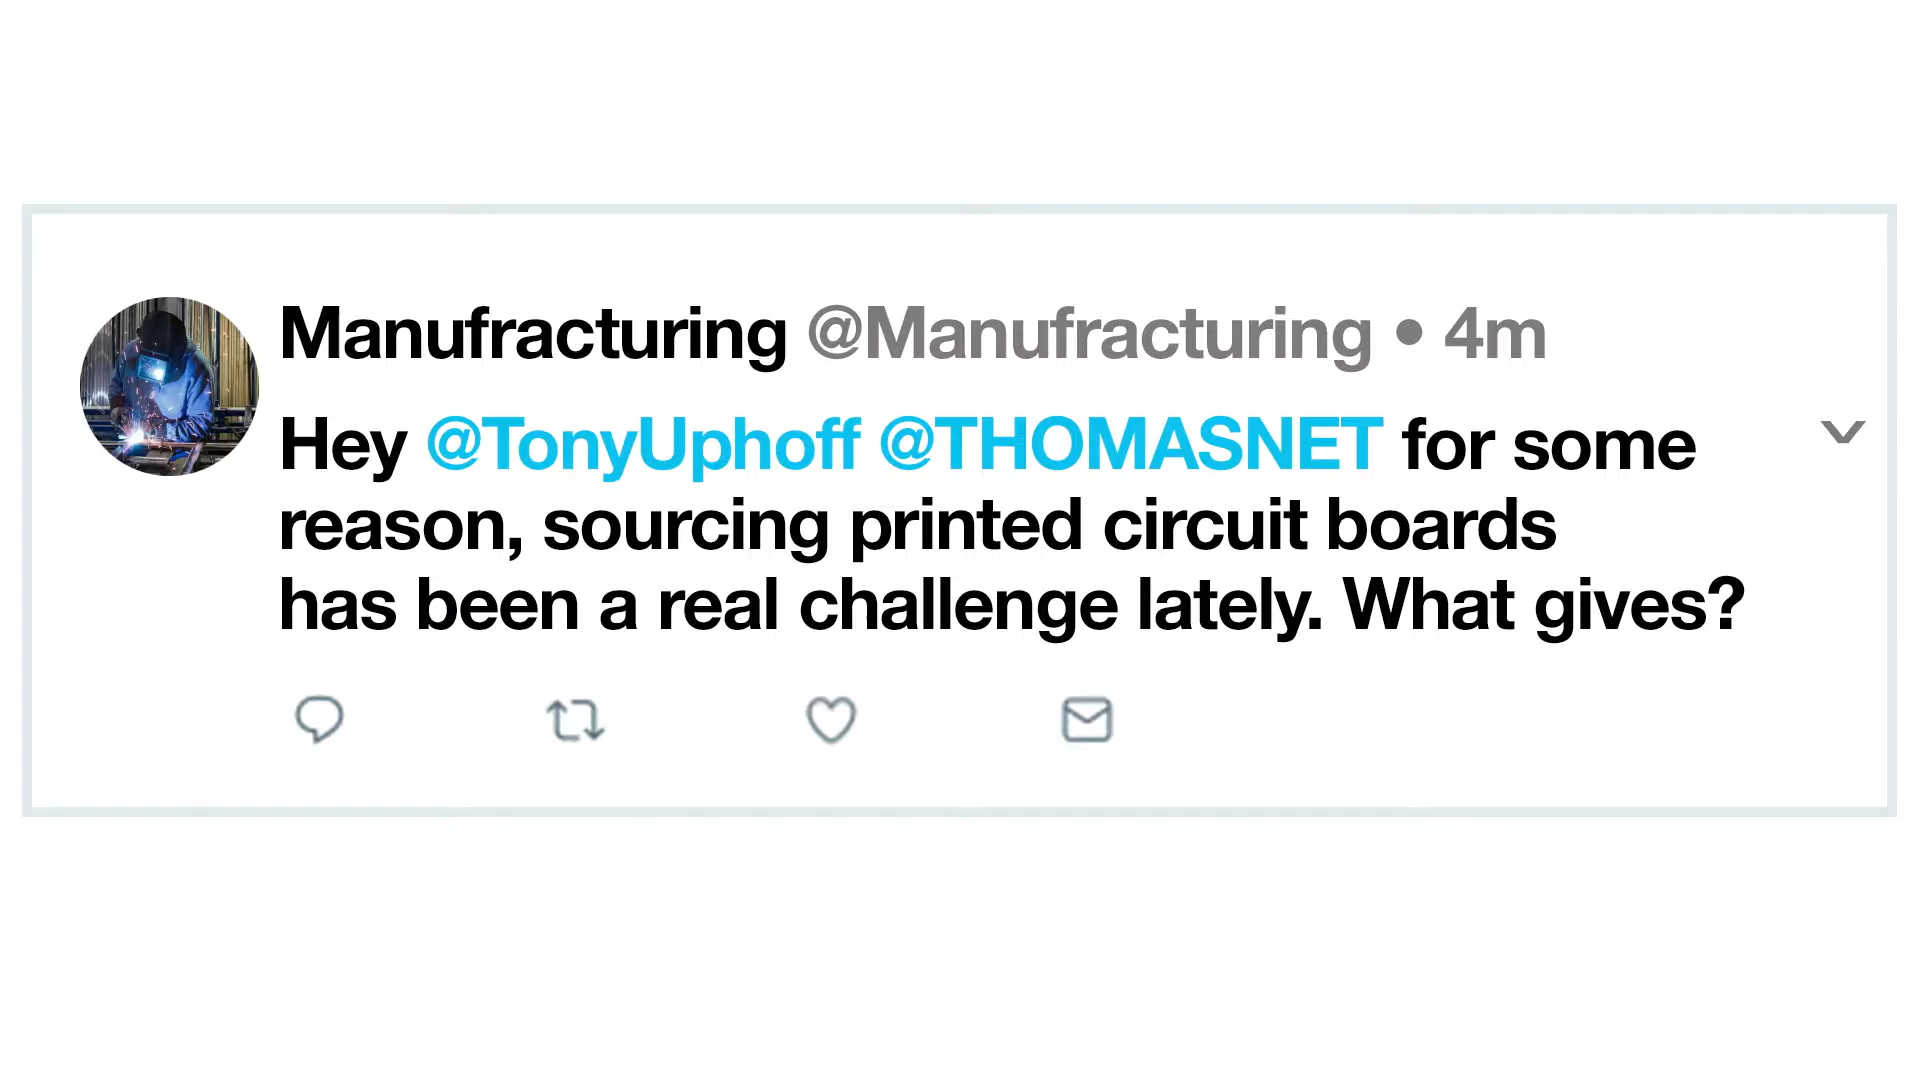 Manufracturing @Manufracturing • 4m
Hey @TonyUphoff @THOMASNET for some
reason, sourcing printed circuit boards
has been a real challenge lately. What gives?